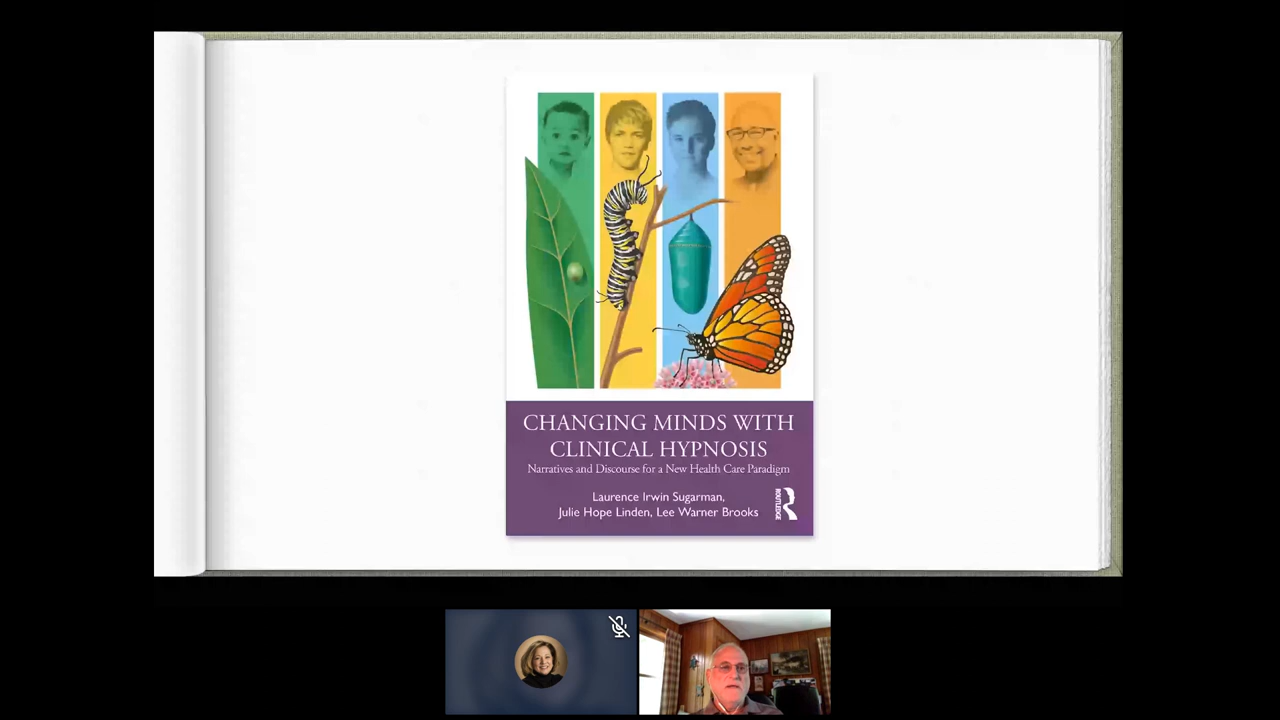 CHANGING MINDS WITH
CLINICAL HYPNOSIS
Narratives and Discourse for a New Health Care Paradigm
Laurence Irwin Sugarman,
Julie Hope Linden, Lee Warner Brooks
ROUTLEDGE